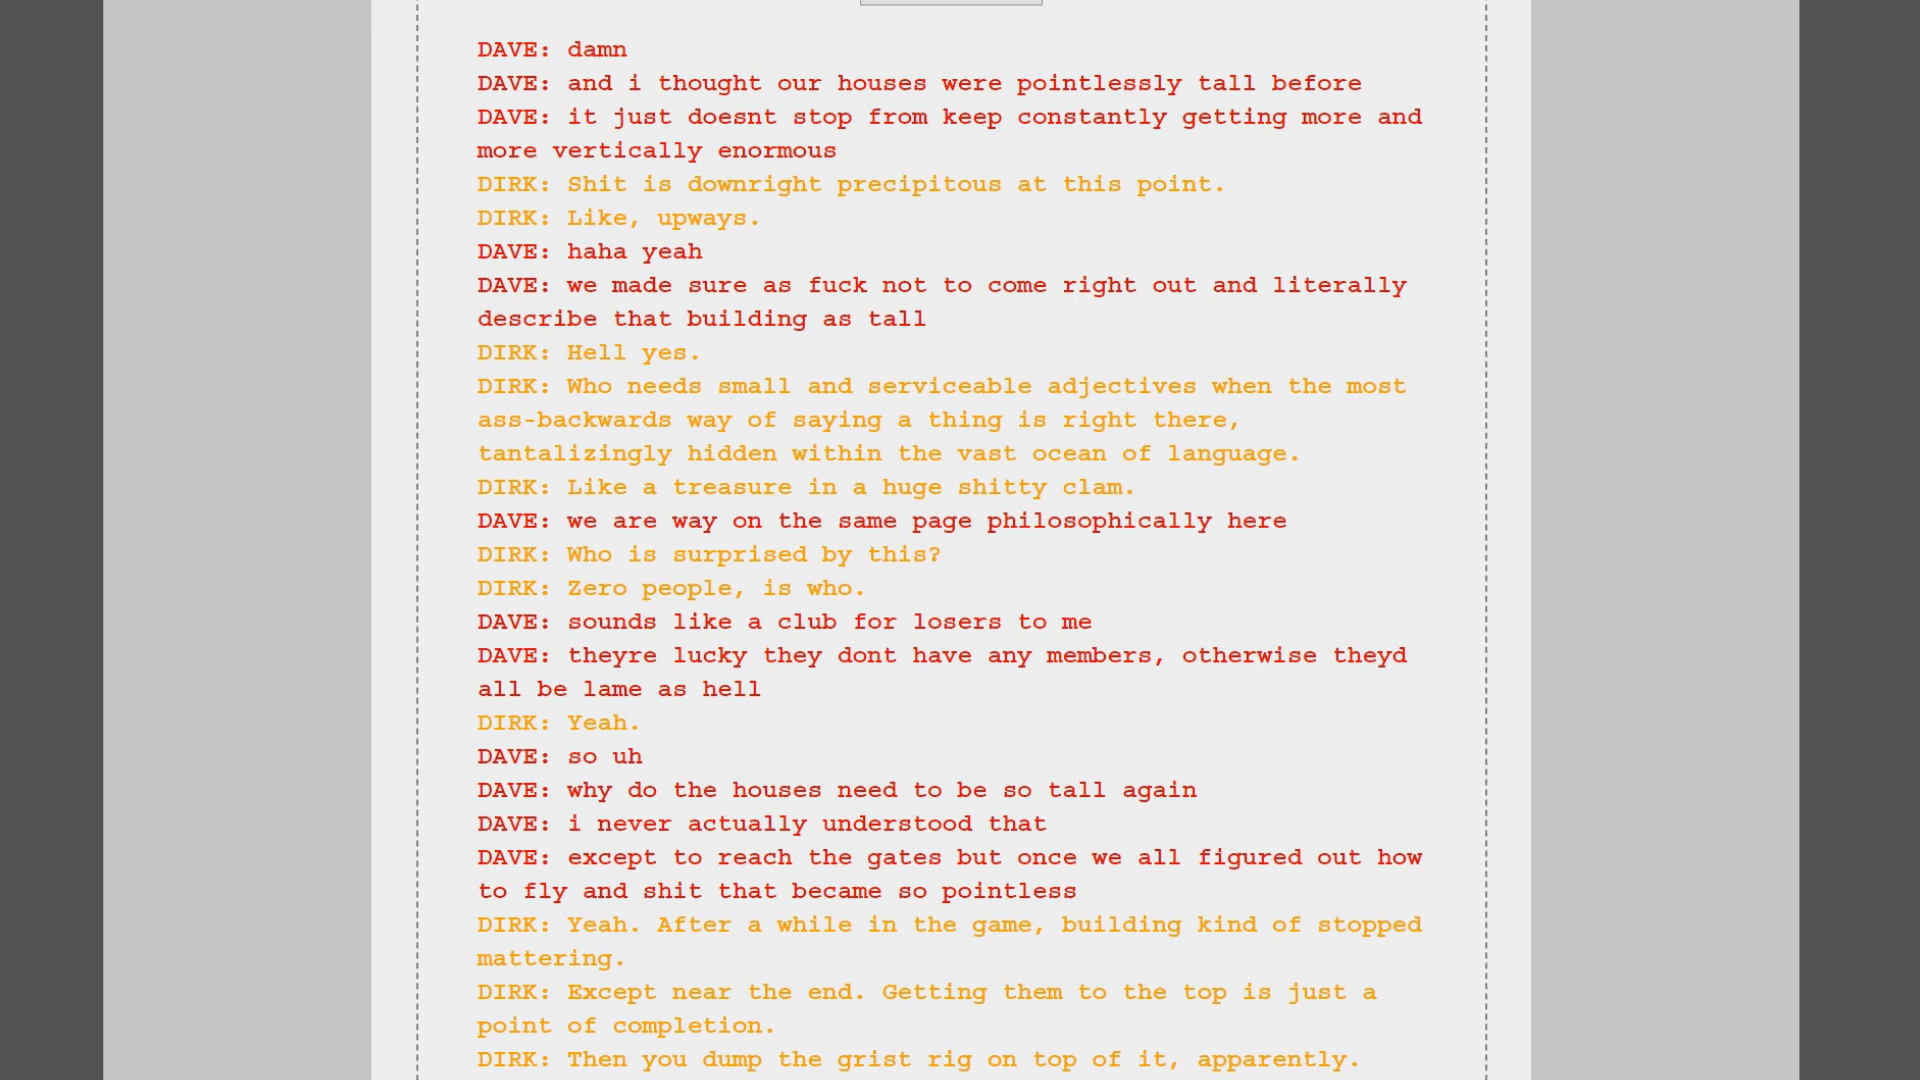 DAVE: damn
DAVE: and i thought our houses were pointlessly tall before
DAVE: it just doesnt stop from keep constantly getting more and
more vertically enormous
DIRK: Shit is downright precipitous at this point.
DIRK: Like, upways.
DAVE: haha yeah
DAVE: we made sure as fuck not to come right out and literally
describe that building as tall
DIRK: Hell yes.
DIRK: Who needs small and serviceable adjectives when the most
ass-backwards way of saying a thing is right there,
tantalizingly hidden within the vast ocean of language.
DIRK: Like a treasure in a huge shitty clam.
DAVE: we are way on the same page philosophically here
DIRK: Who is surprised by this?
DIRK: Zero people, is who.
DAVE: sounds like a club for losers to me
DAVE: theyre lucky they dont have any members, otherwise theyd
all be lame as hell
DIRK: Yeah.
DAVE: so uh
DAVE: why do the houses need to be so tall again
DAVE: i never actually understood that
DAVE: except to reach the gates but once we all figured out how
to fly and shit that became so pointless
DIRK: Yeah. After a while in the game, building kind of stopped
mattering.
DIRK: Except near the end. Getting them to the top is just a
point of completion.
DIRK: Then you dump the grist rig on top of it, apparently.